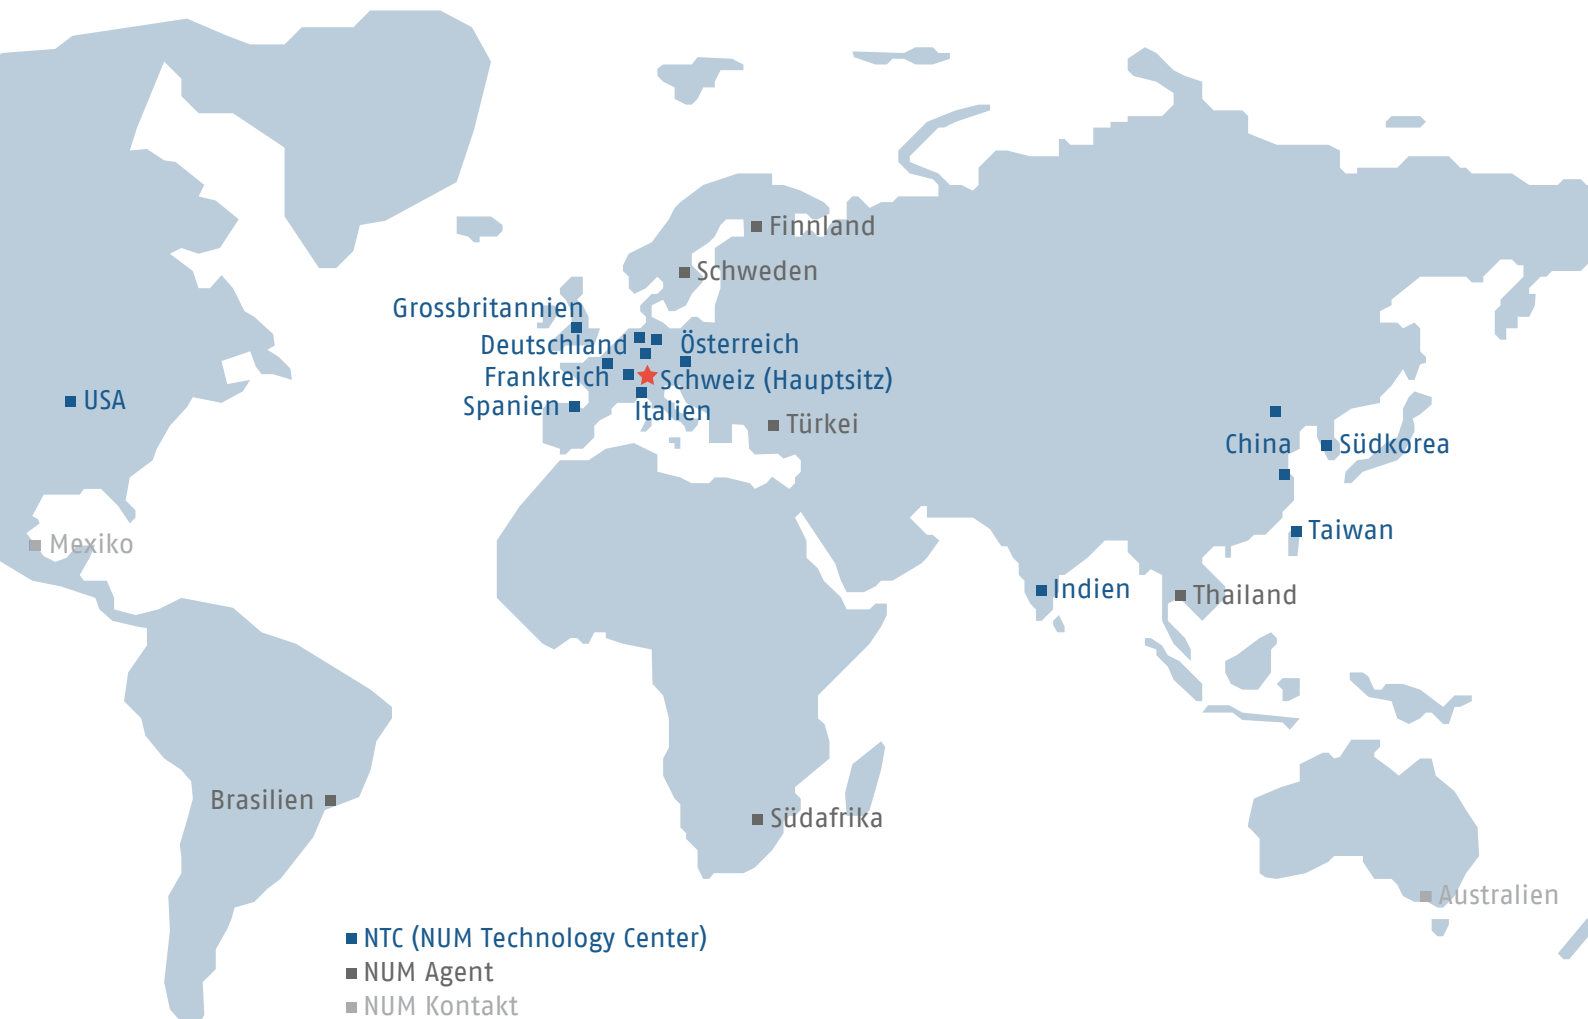 Finnland
Schweden
Grossbritannien
Deutschland
Österreich
Frankreich
Schweiz (Hauptsitz)
USA
Spanien
Italien
Türkei
China
Südkorea
Taiwan
Mexiko
Indien
Thailand
Brasilien
Südafrika
Australien
NTC (NUM Technology Center)
NUM Agent
NUM Kontakt